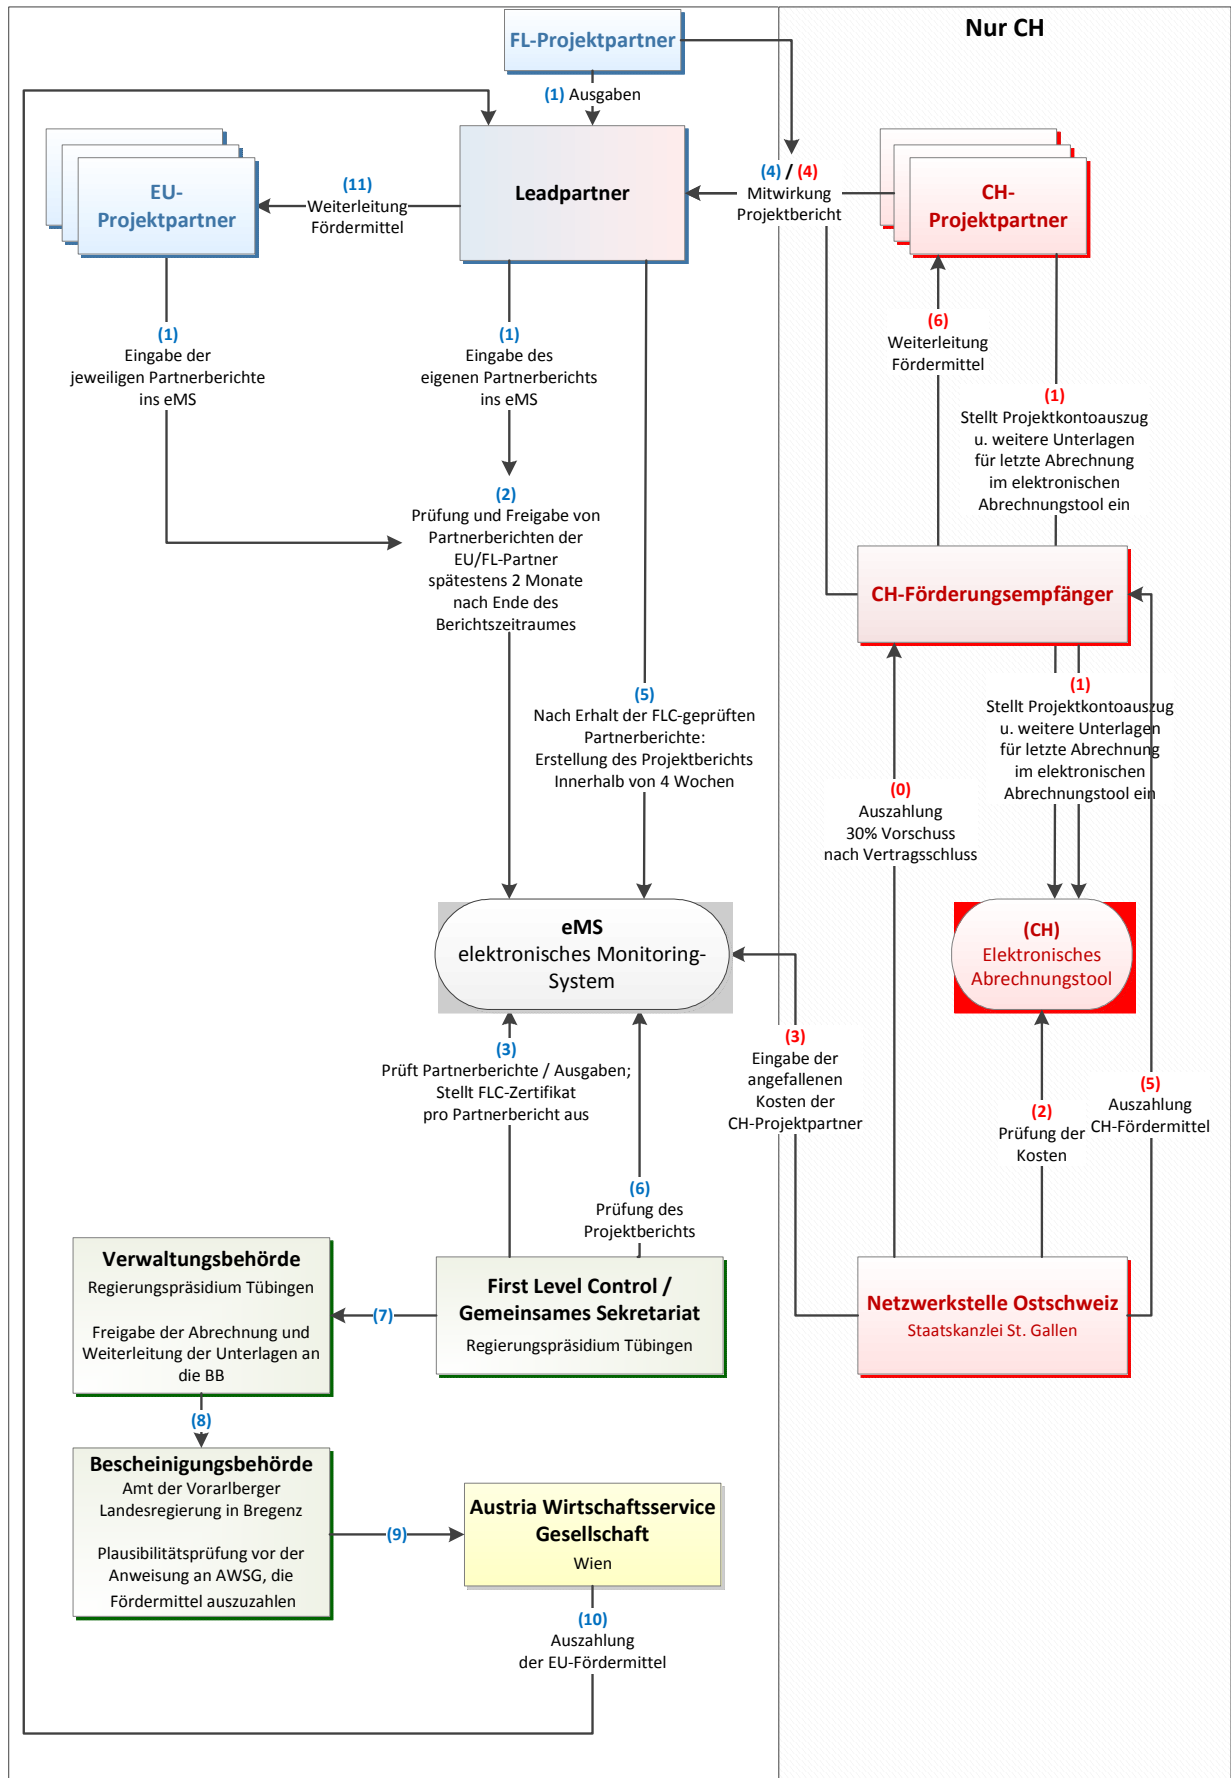 Nur CH
FL-Projektpartner
(1) Ausgaben
EU-
Projektpartner
(11)
Weiterleitung
Fördermittel
Leadpartner
(4) / (4)
Mitwirkung
Projektbericht
CH-
Projektpartner
(1)
Eingabe der
jeweiligen Partnerberichte
ins eMS
(1)
Eingabe des
eigenen Partnerberichts
ins eMS
(6)
Weiterleitung
Fördermittel
(1)
Stellt Projektkontoauszug
u. weitere Unterlagen
für letzte Abrechnung
im elektronischen
Abrechnungstool ein
(2)
Prüfung und Freigabe von
Partnerberichten der
EU/FL-Partner
spätestens 2 Monate
nach Ende des
Berichtszeitraumes
CH-Förderungsempfänger
(5)
Nach Erhalt der FLC-geprüften
Partnerberichte:
Erstellung des Projektberichts
Innerhalb von 4 Wochen
(1)
Stellt Projektkontoauszug
u. weitere Unterlagen
für letzte Abrechnung
im elektronischen
Abrechnungstool ein
(0)
Auszahlung
30% Vorschuss
nach Vertragsschluss
eMS
elektronisches Monitoring-
System
(CH)
Elektronisches
Abrechnungstool
(3)
Prüft Partnerberichte / Ausgaben;
Stellt FLC-Zertifikat
pro Partnerbericht aus
(3)
Eingabe der
angefallenen
Kosten der
CH-Projektpartner
(2)
Prüfung der
Kosten
(5)
Auszahlung
CH-Fördermittel
(6)
Prüfung des
Projektberichts
Verwaltungsbehörde
Regierungspräsidium Tübingen
Freigabe der Abrechnung und
Weiterleitung der Unterlagen an
die BB
(7)
First Level Control /
Gemeinsames Sekretariat
Regierungspräsidium Tübingen
Netzwerkstelle Ostschweiz
Staatskanzlei St. Gallen
(8)
Bescheinigungsbehörde
Amt der Vorarlberger
Landesregierung in Bregenz
Plausibilitätsprüfung vor der
Anweisung an AWSG, die
Fördermittel auszuzahlen
(9)
Austria Wirtschaftsservice
Gesellschaft
Wien
(10)
Auszahlung
der EU-Fördermittel